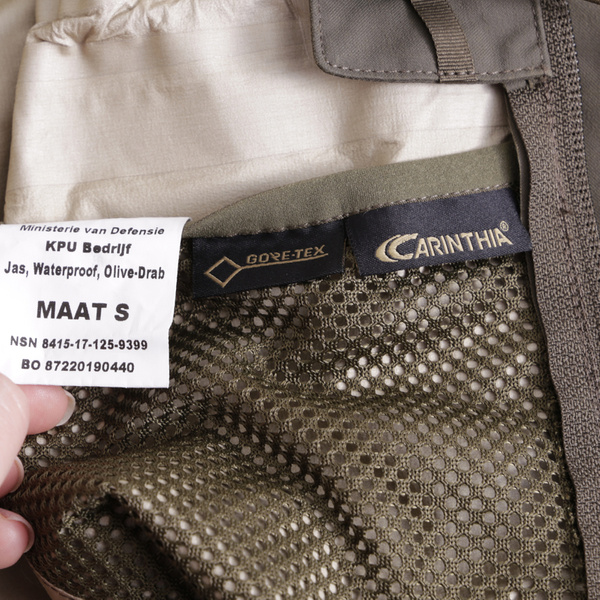 Ministerie van Defensie
KPU Bedrijf
Jas, Waterproof, Olive-Drab
MAAT S
NSN 8415-17-125-9399
BO 87220190440
GORE-TEX
CARINTHIA®